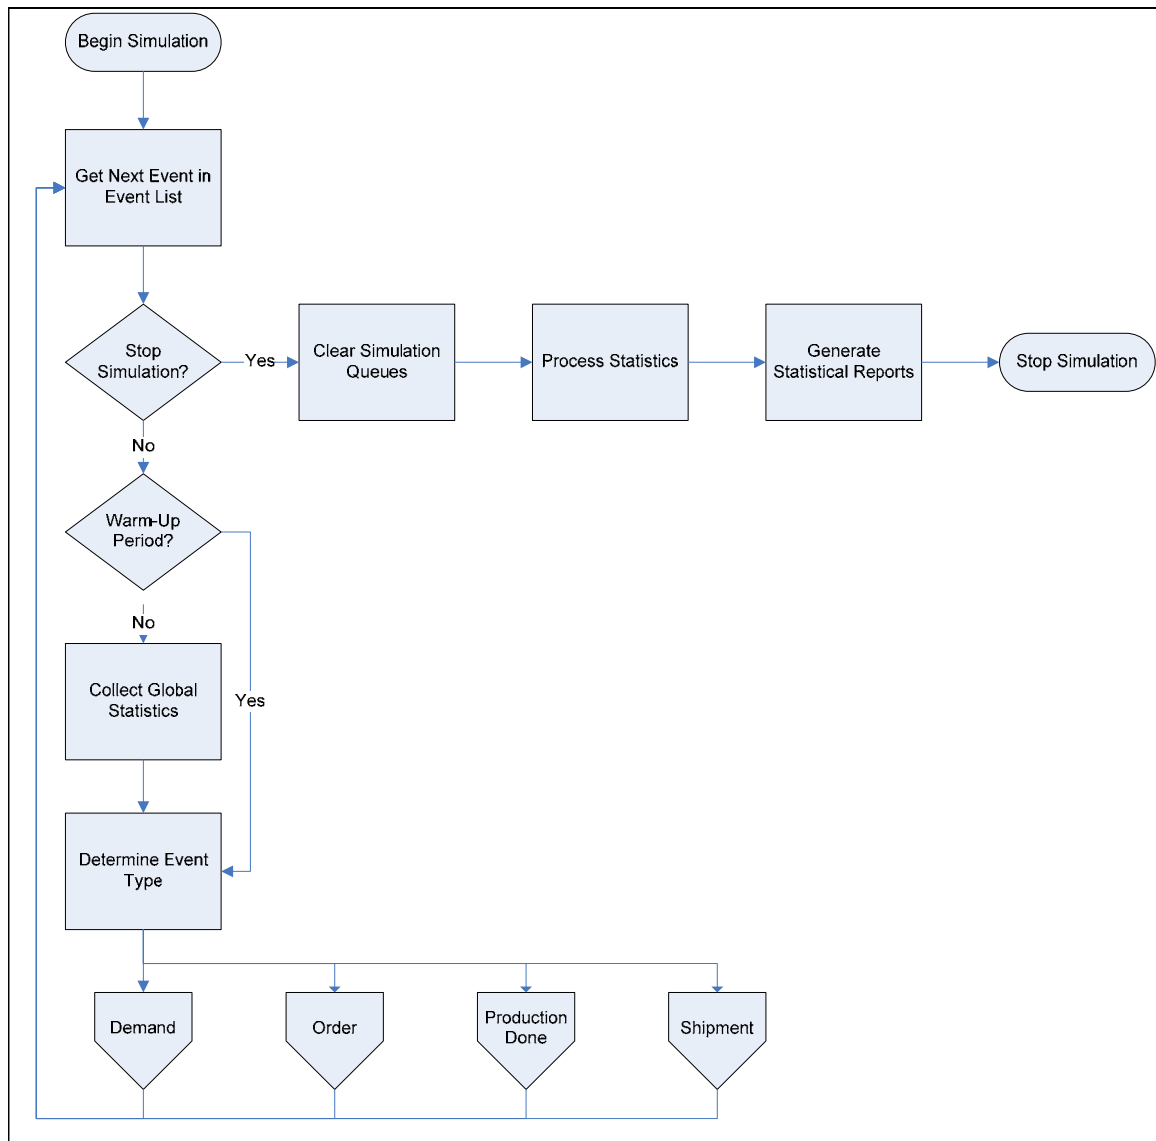 Begin Simulation
Get Next Event in
Event List
Stop
Simulation?
Yes
Clear Simulation
Queues
Process Statistics
Generate
Statistical Reports
Stop Simulation
No
Warm-Up
Period?
No
Yes
Collect Global
Statistics
Determine Event
Type
Demand
Order
Production
Done
Shipment